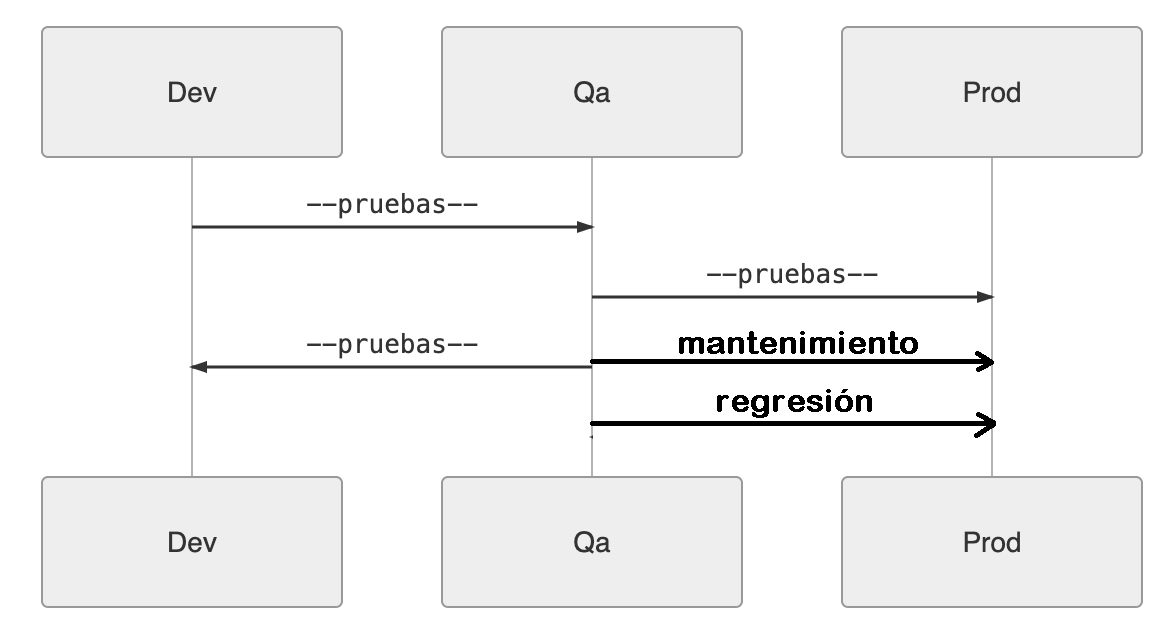 Dev
Qa
Prod
--pruebas--
--pruebas--
--pruebas--
mantenimiento
regresión
Dev
Qa
Prod